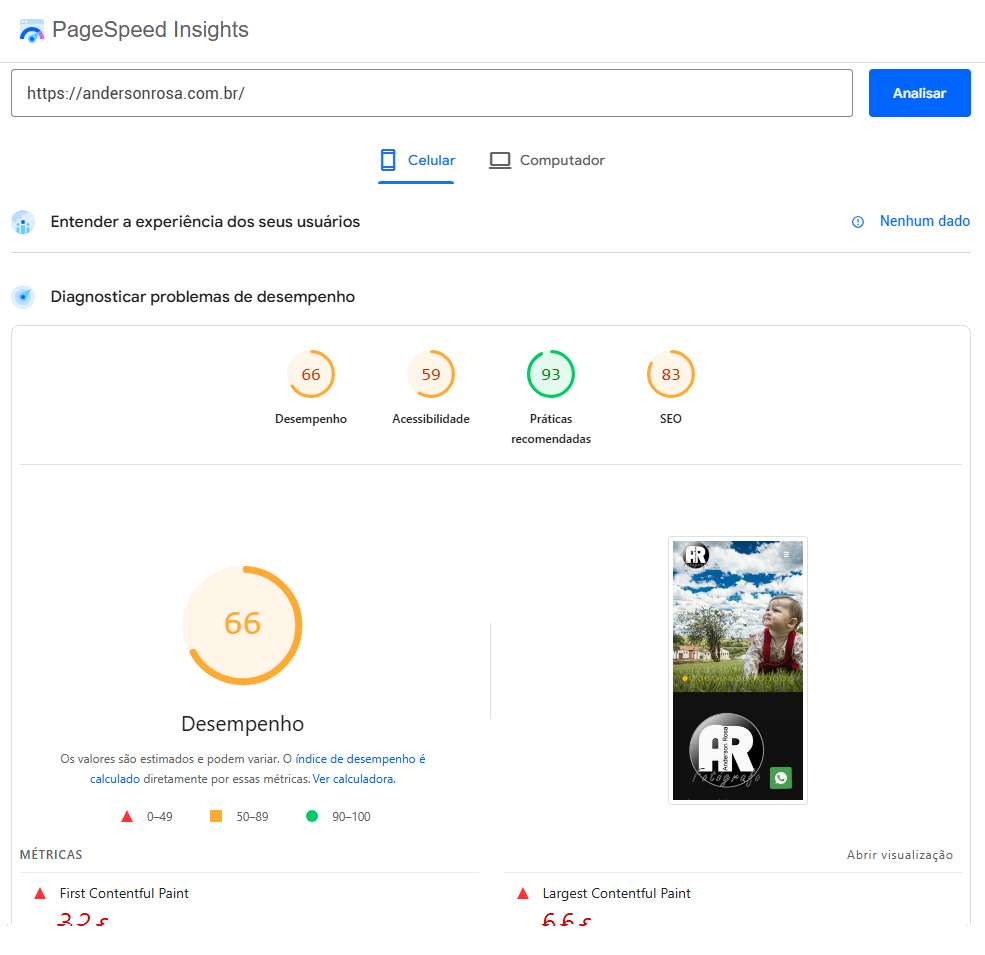 PageSpeed Insights
https://andersonrosa.com.br/
Analisar
Celular
Computador
Entender a experiência dos seus usuários
Nenhum dado
Diagnosticar problemas de desempenho
66
59
93
83
Desempenho
Acessibilidade
Práticas
recomendadas
SEO
66
Desempenho
Os valores são estimados e podem variar. O índice de desempenho é
calculado diretamente por essas métricas. Ver calculadora.
0–49
50–89
90–100
AR
AR
Anderson Rosa
fotógrafo
MÉTRICAS
Abrir visualização
First Contentful Paint
3,2 s
Largest Contentful Paint
6,6 s